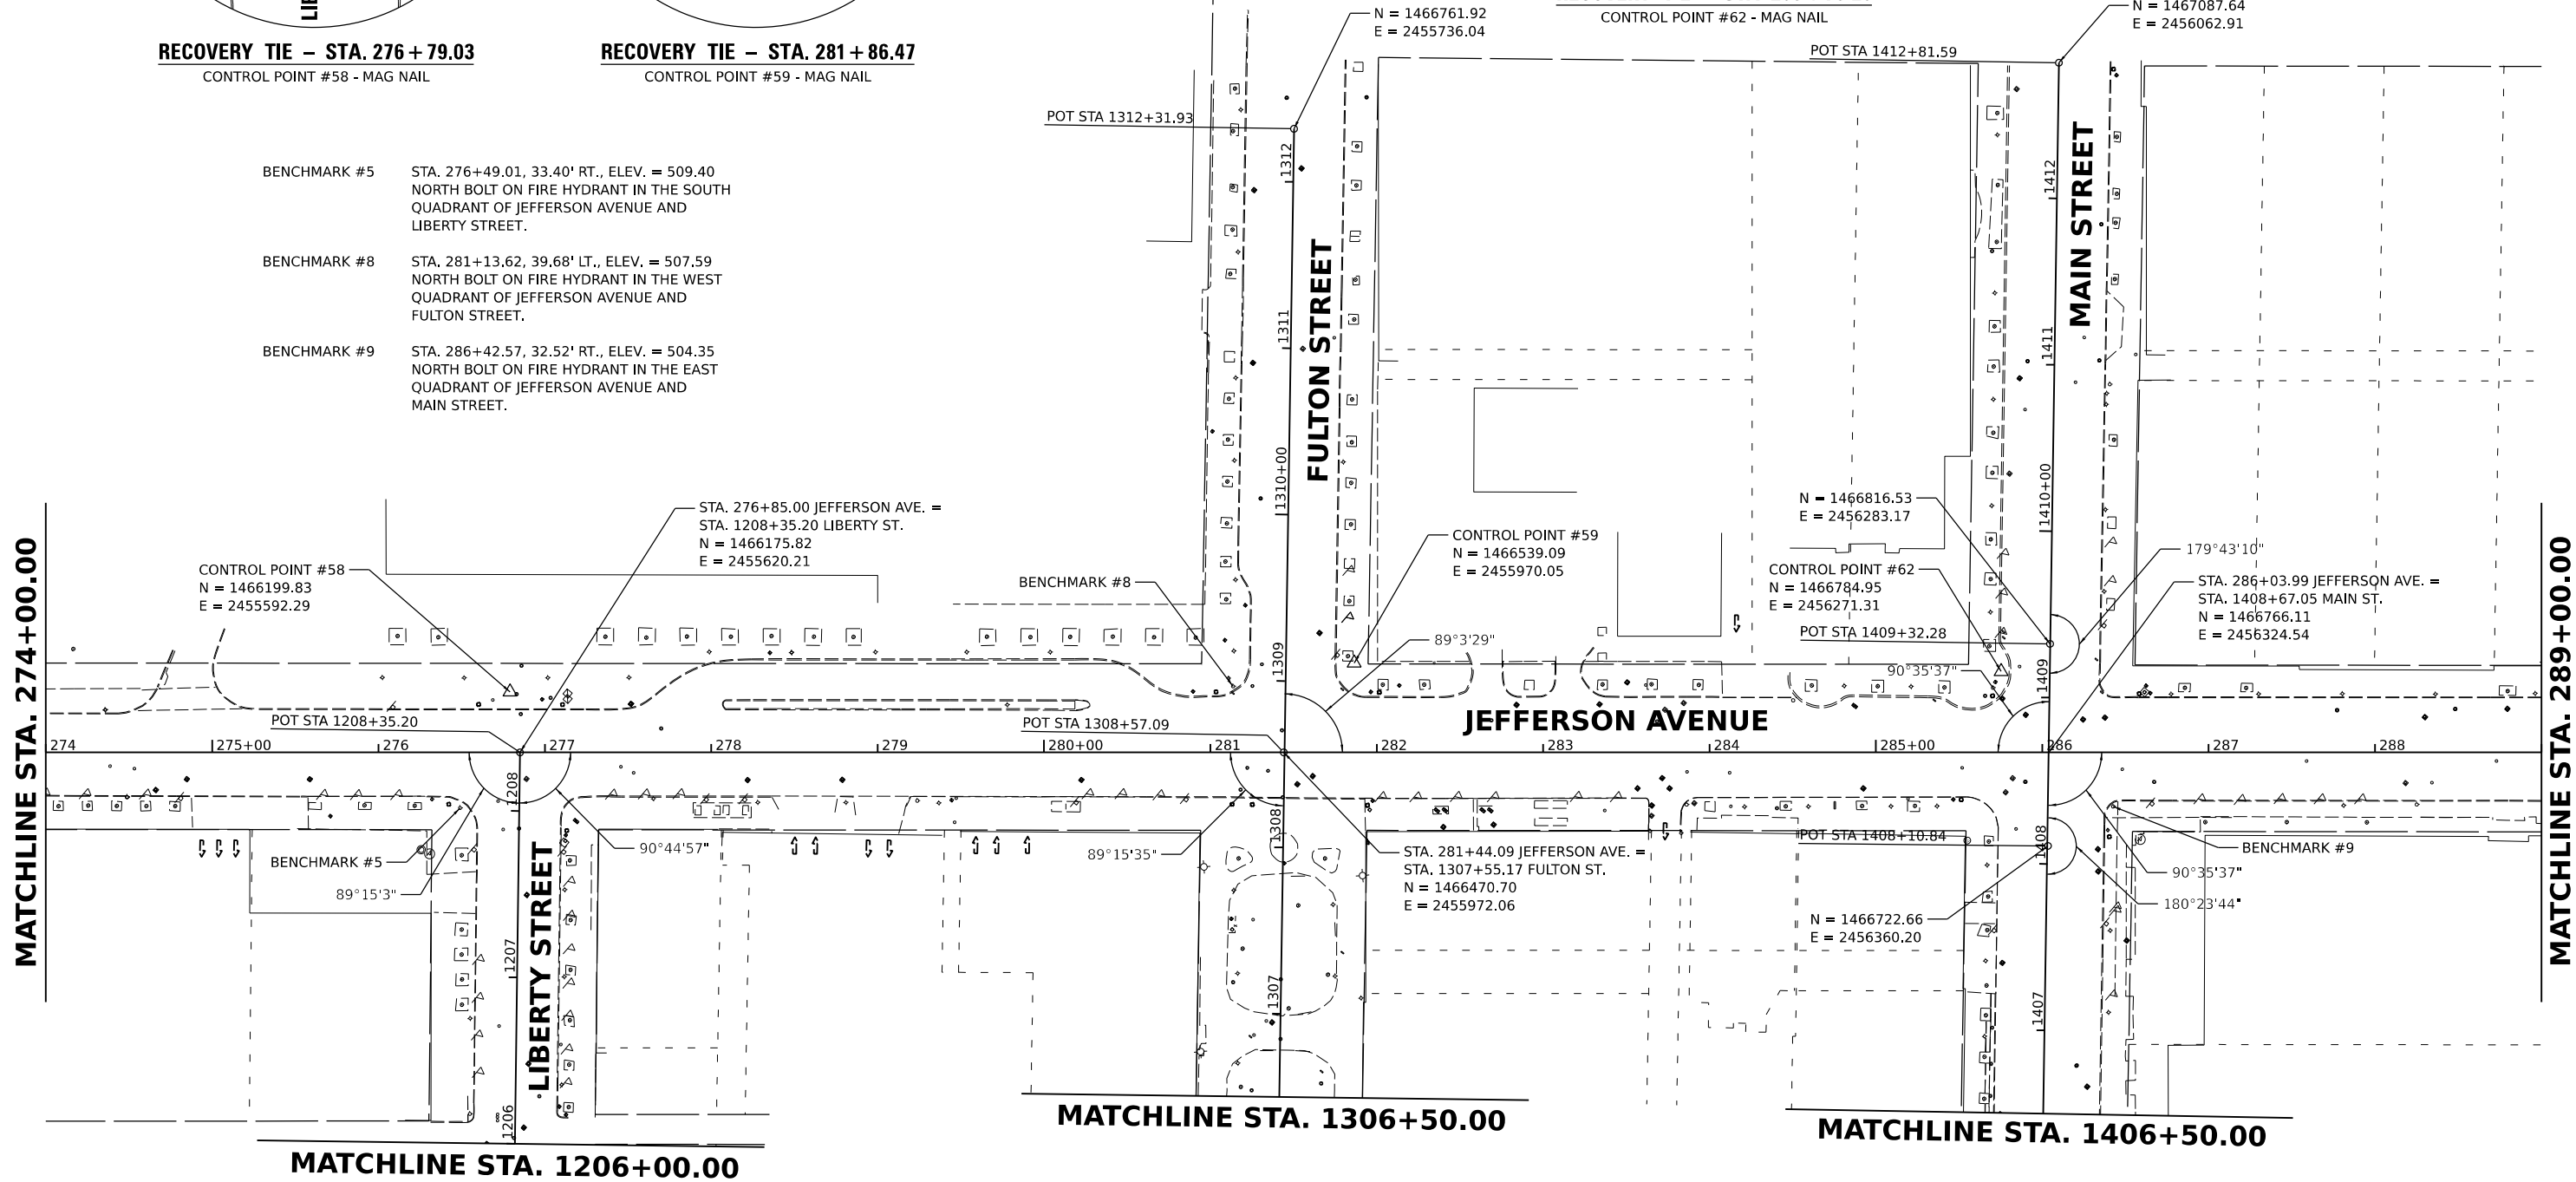 LIE
RECOVERY TIE – STA. 276+79.03
CONTROL POINT #58 - MAG NAIL
RECOVERY TIE – STA. 281+86.47
CONTROL POINT #59 - MAG NAIL
CONTROL POINT #62 - MAG NAIL
N = 1466761.92
E = 2455736.04
N = 1467087.64
E = 2456062.91
POT STA 1412+81.59
POT STA 1312+31.93
BENCHMARK #5
STA. 276+49.01, 33.40' RT., ELEV. = 509.40
NORTH BOLT ON FIRE HYDRANT IN THE SOUTH
QUADRANT OF JEFFERSON AVENUE AND
LIBERTY STREET.
BENCHMARK #8
STA. 281+13.62, 39.68' LT., ELEV. = 507.59
NORTH BOLT ON FIRE HYDRANT IN THE WEST
QUADRANT OF JEFFERSON AVENUE AND
FULTON STREET.
BENCHMARK #9
STA. 286+42.57, 32.52' RT., ELEV. = 504.35
NORTH BOLT ON FIRE HYDRANT IN THE EAST
QUADRANT OF JEFFERSON AVENUE AND
MAIN STREET.
1312
1311
1310+00
1309
1308
1307
FULTON STREET
1412
1411
1410+00
1409
1408
1407
MAIN STREET
MATCHLINE STA. 274+00.00
CONTROL POINT #58
N = 1466199.83
E = 2455592.29
STA. 276+85.00 JEFFERSON AVE. =
STA. 1208+35.20 LIBERTY ST.
N = 1466175.82
E = 2455620.21
BENCHMARK #8
CONTROL POINT #59
N = 1466539.09
E = 2455970.05
89°3'29"
N = 1466816.53
E = 2456283.17
CONTROL POINT #62
N = 1466784.95
E = 2456271.31
POT STA 1409+32.28
90°35'37"
179°43'10"
STA. 286+03.99 JEFFERSON AVE. =
STA. 1408+67.05 MAIN ST.
N = 1466766.11
E = 2456324.54
MATCHLINE STA. 289+00.00
POT STA 1208+35.20
POT STA 1308+57.09
JEFFERSON AVENUE
274
275+00
276
277
278
279
280+00
281
282
283
284
285+00
286
287
288
1208
1207
1206
LIBERTY STREET
BENCHMARK #5
89°15'3"
90°44'57"
89°15'35"
STA. 281+44.09 JEFFERSON AVE. =
STA. 1307+55.17 FULTON ST.
N = 1466470.70
E = 2455972.06
POT STA 1408+10.84
N = 1466722.66
E = 2456360.20
BENCHMARK #9
90°35'37"
180°23'44"
MATCHLINE STA. 1206+00.00
MATCHLINE STA. 1306+50.00
MATCHLINE STA. 1406+50.00